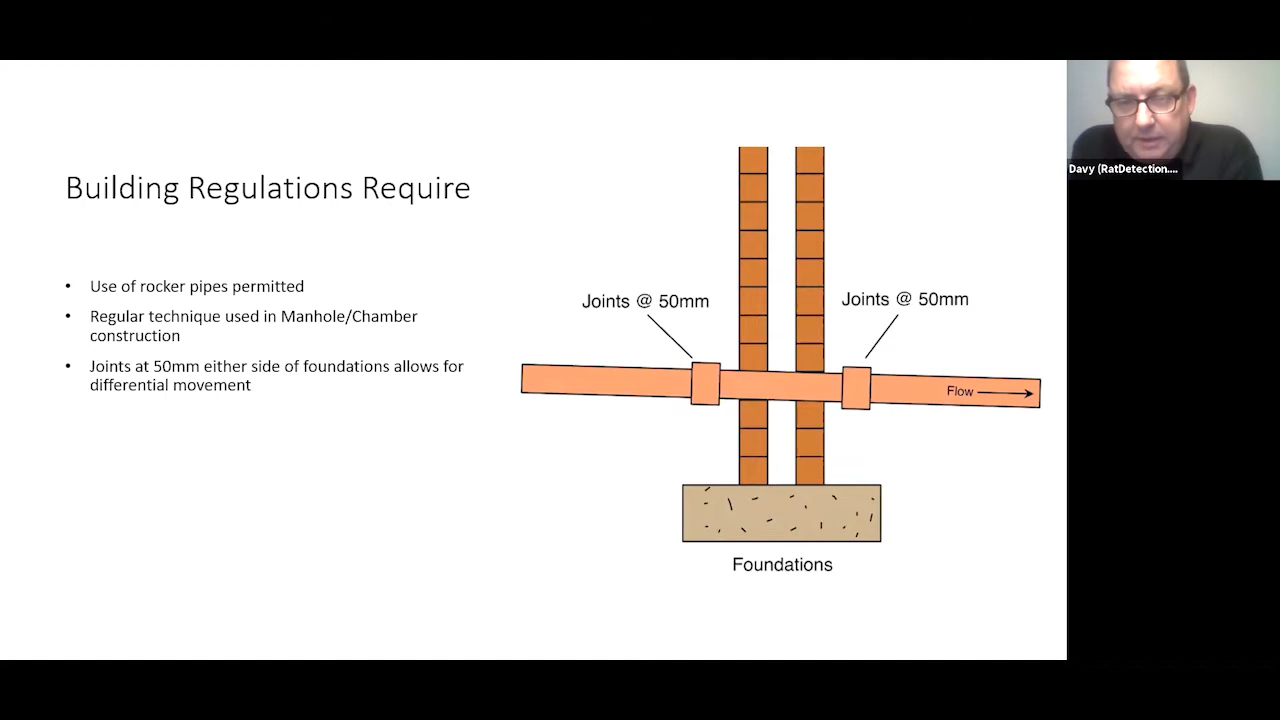 Building Regulations Require
• Use of rocker pipes permitted
• Regular technique used in Manhole/Chamber
construction
• Joints at 50mm either side of foundations allows for
differential movement
Joints @ 50mm
Joints @ 50mm
Flow
Foundations
Davy (RatDetection....